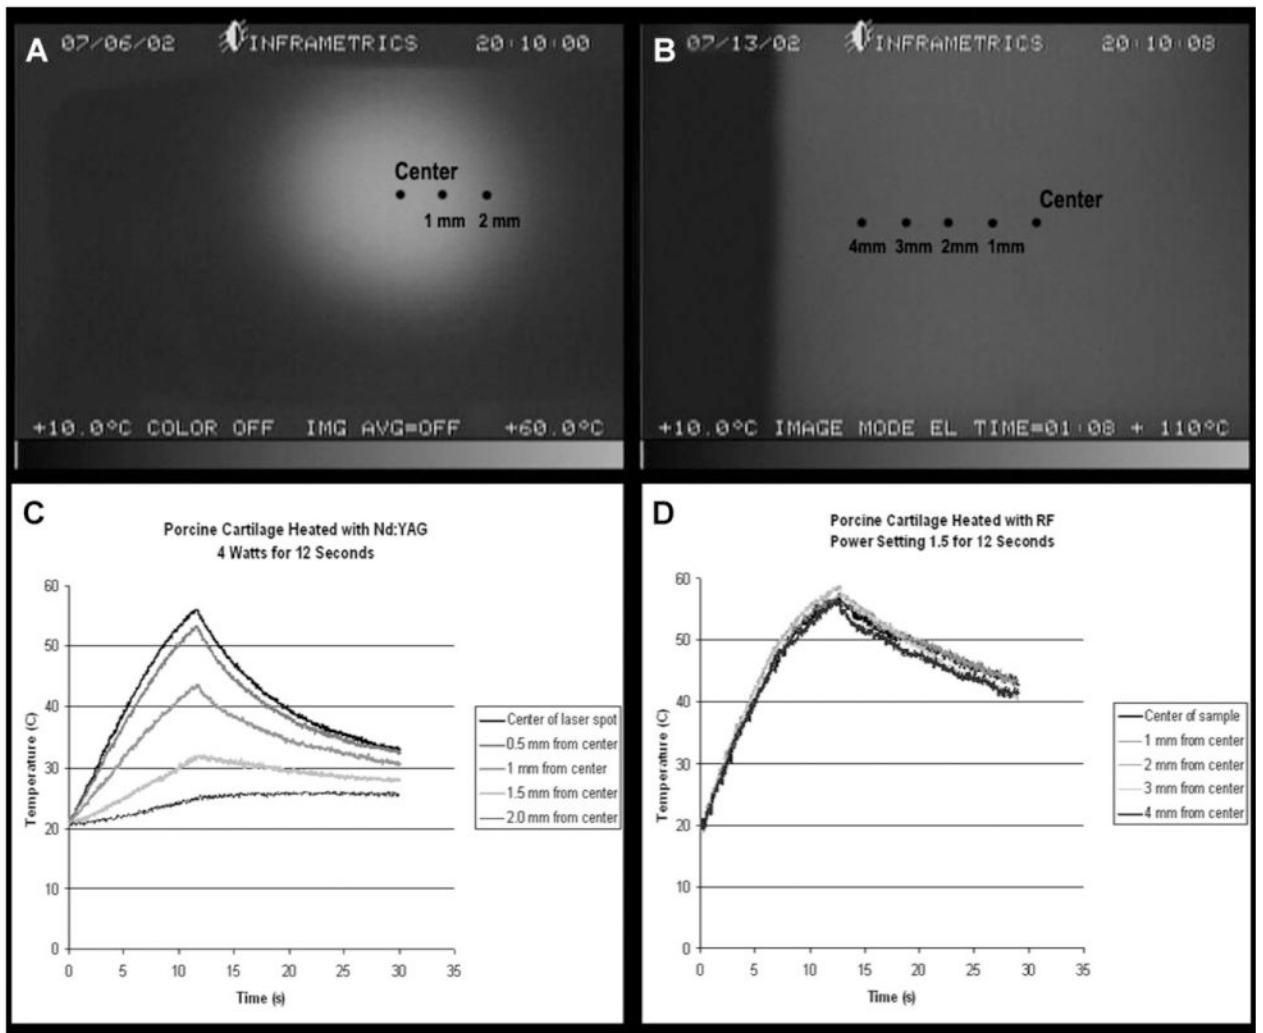 A
07/06/02 INFRAMETRICS 20:10:00
Center
1 mm 2 mm
+10.0°C COLOR OFF IMG AVG=OFF +60.0°C
B
07/13/02 INFRAMETRICS 20:10:08
Center
4mm 3mm 2mm 1mm
+10.0°C IMAGE MODE EL TIME=01:08 + 110°C
C
Porcine Cartilage Heated with Nd:YAG
4 Watts for 12 Seconds
Temperature (C)
60
50
40
30
20
10
0
0 5 10 15 20 25 30 35
Time (s)
Center of laser spot
0.5 mm from center
1 mm from center
1.5 mm from center
2.0 mm from center
D
Porcine Cartilage Heated with RF
Power Setting 1.5 for 12 Seconds
Temperature (C)
60
50
40
30
20
10
0
0 5 10 15 20 25 30 35
Time (s)
Center of sample
1 mm from center
2 mm from center
3 mm from center
4 mm from center